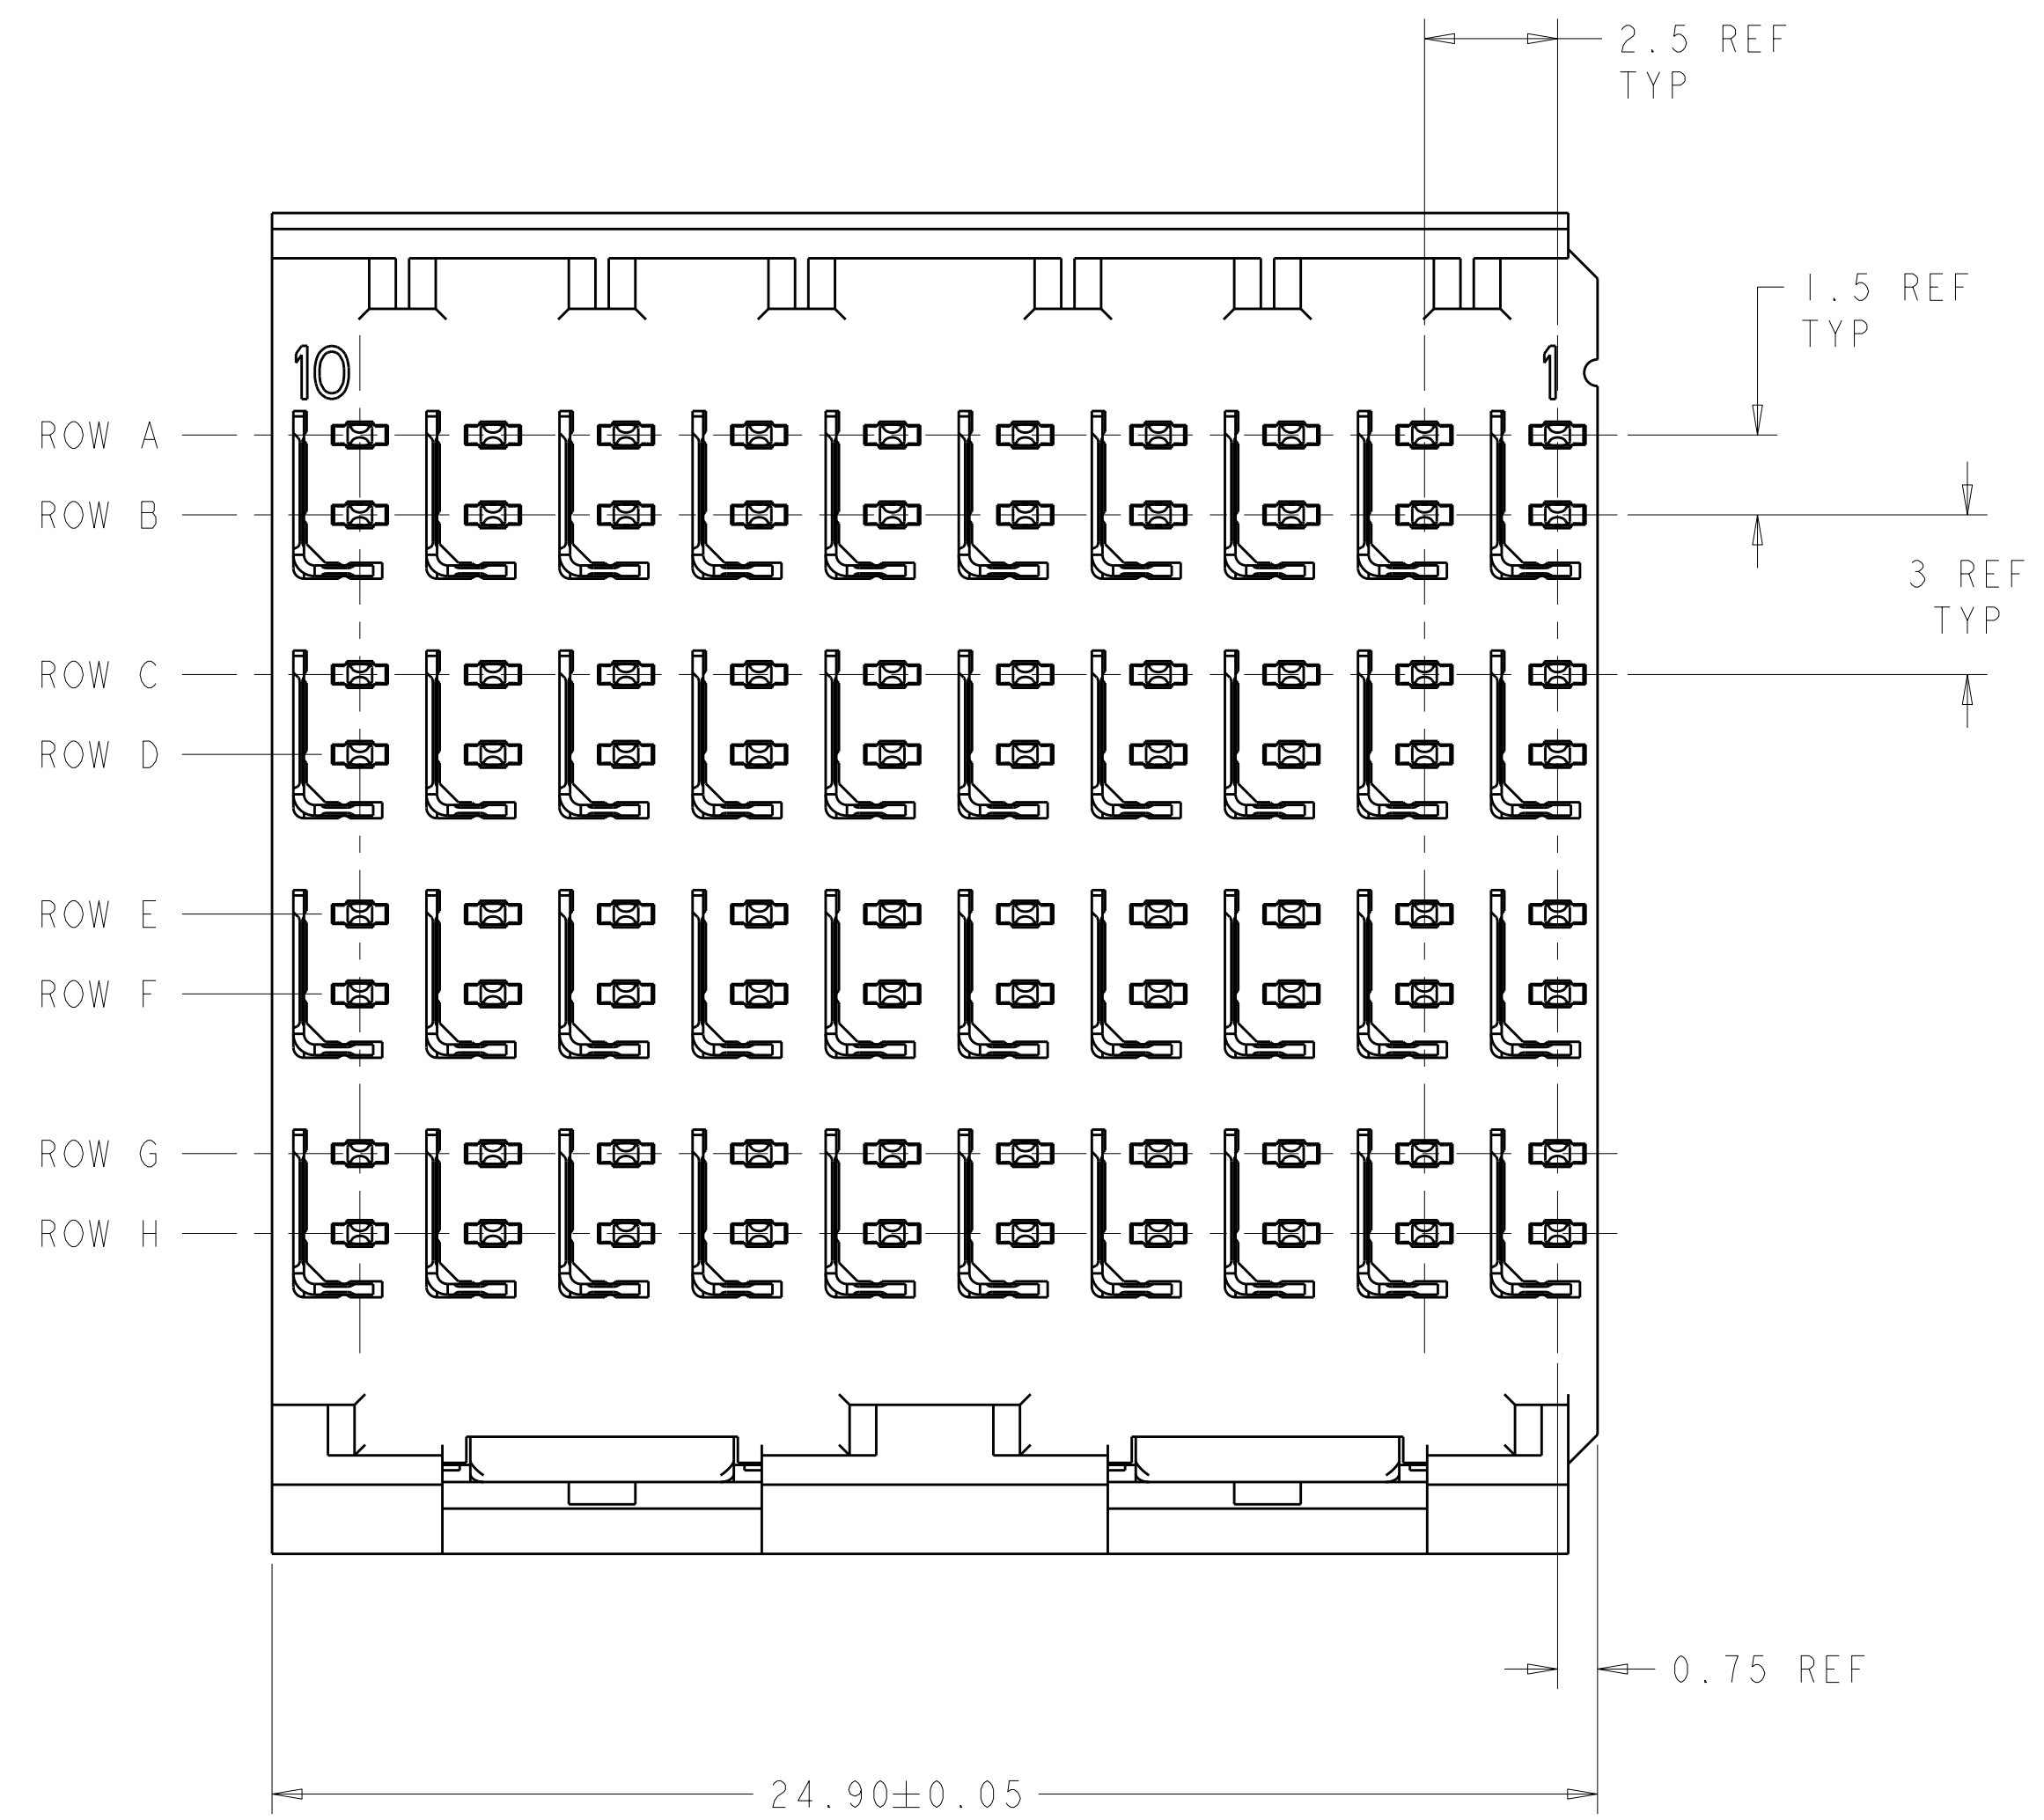 2.5 REF
TYP
1.5 REF
TYP
10
1
ROW A
ROW B
3 REF
TYP
ROW C
ROW D
ROW E
ROW F
ROW G
ROW H
0.75 REF
24.90±0.05